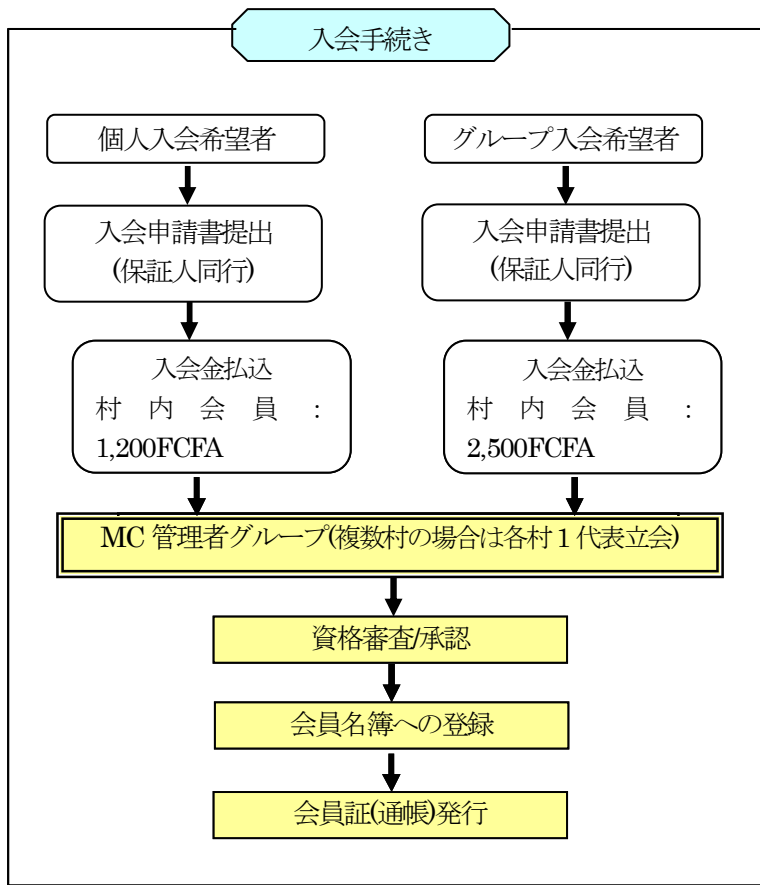 入会手続き
個人入会希望者
グループ入会希望者
入会申請書提出
(保証人同行)
入会申請書提出
(保証人同行)
入会金払込
村内会員:
1,200FCFA
入会金払込
村内会員:
2,500FCFA
MC管理者グループ(複数村の場合は各村1代表立会)
資格審査/承認
会員名簿への登録
会員証(通帳)発行